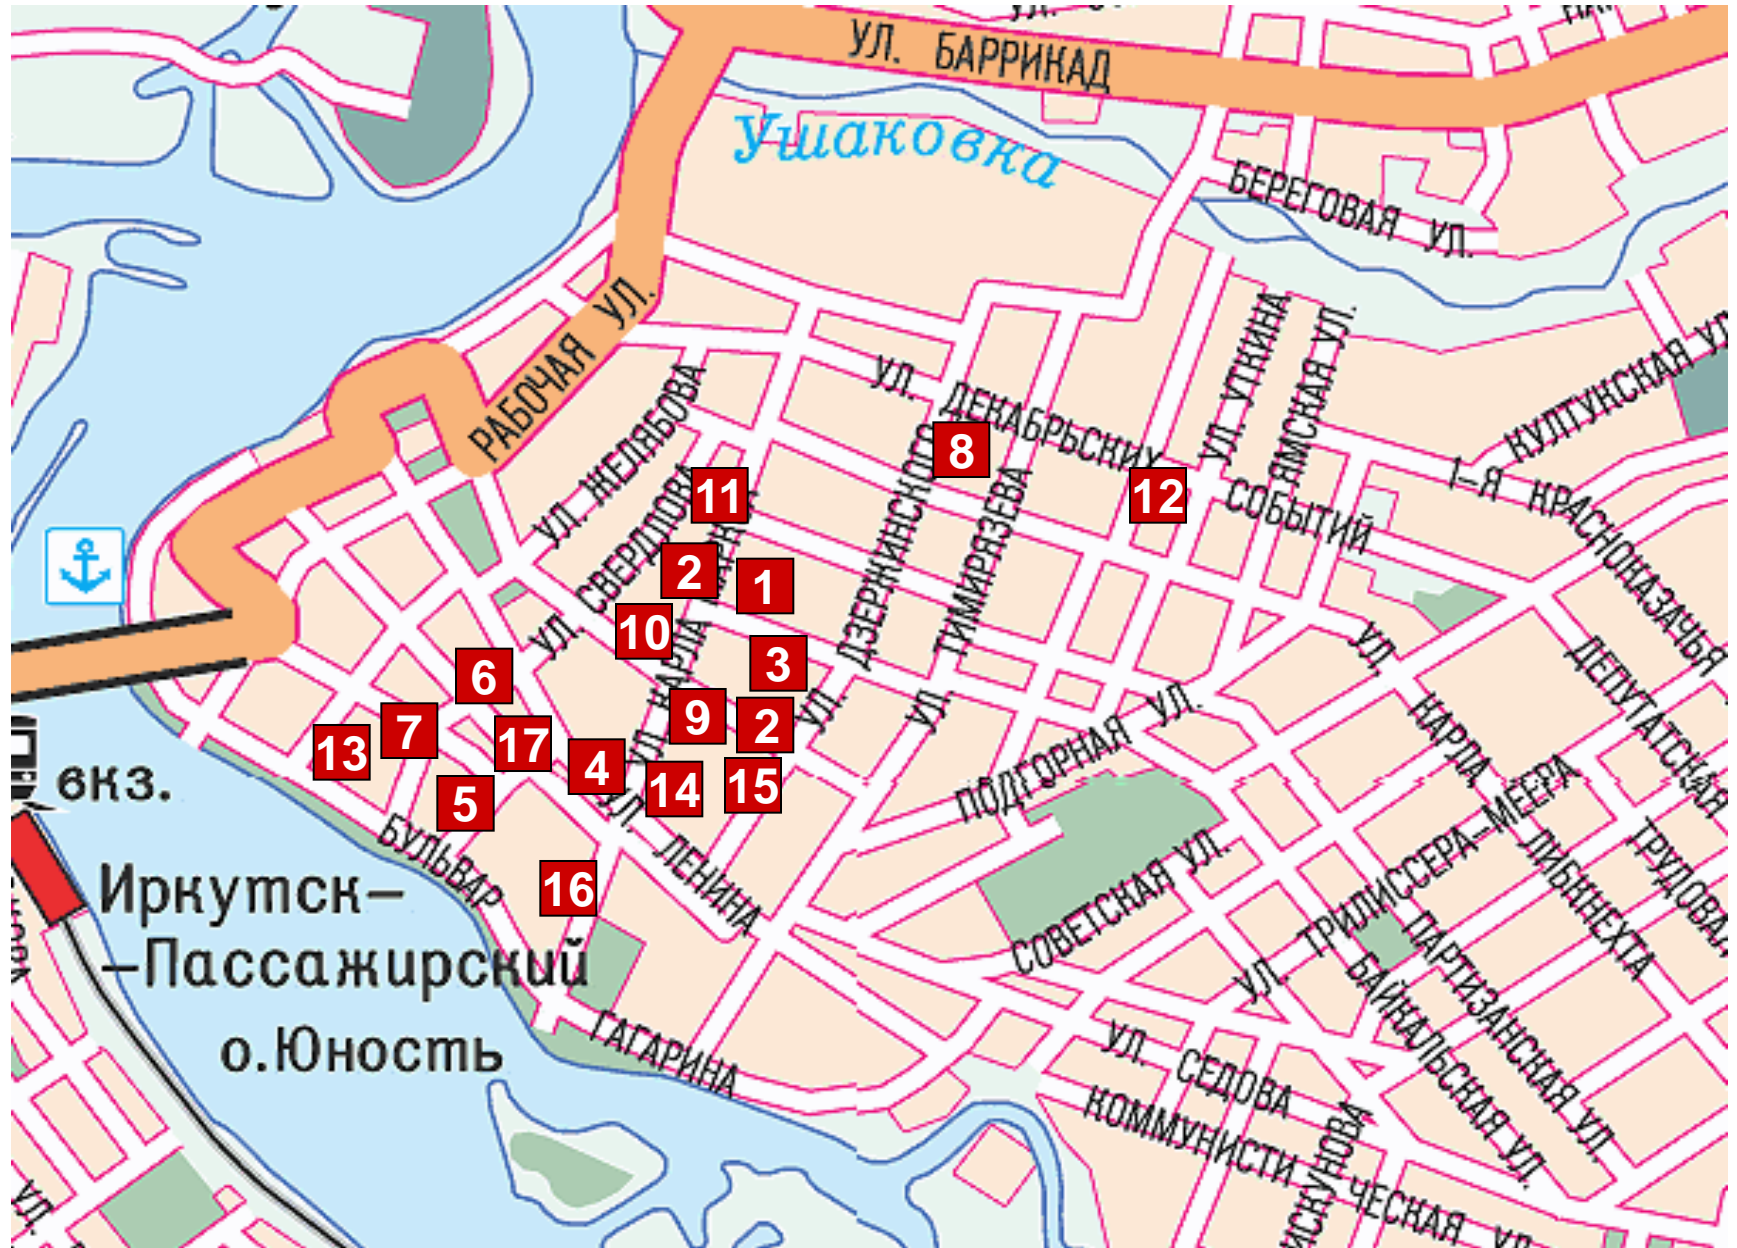 УЛ. БАРРИКАД
Ушаковка
БЕРЕГОВАЯ УЛ.
РАБОЧАЯ УЛ.
УЛ. ДЕКАБРЬСКИХ СОБЫТИЙ
УЛ. УТКИНА
ЯМСКАЯ УЛ.
КУЛТУКСКАЯ
1-Я КРАСНОКАЗАЧЬЯ
УЛ. ЖЕЛЯБОВА
УЛ. СВЕРДЛОВА
УЛ. КАРЛА
УЛ. ДЗЕРЖИНСКОГО
УЛ. ТИМИРЯЗЕВА
8
11
12
2
1
10
3
6
9
2
7
17
13
4
14
15
5
16
УЛ. КАРЛА ЛИБКНЕХТА
ДЕПУТАТСКАЯ
ПОДГОРНАЯ УЛ.
СОВЕТСКАЯ УЛ.
УЛ. ТРИЛИССЕРА-МЕЕРА
ТРУДОВАЯ
ПАРТИЗАНСКАЯ УЛ.
БАЙКАЛЬСКАЯ УЛ.
УЛ. ЛЕНИНА
БУЛЬВАР ГАГАРИНА
вкз.
Иркутск-
-Пассажирский
о.Юность
УЛ. СЕДОВА
КОММУНИСТИЧЕСКАЯ
УЛ.